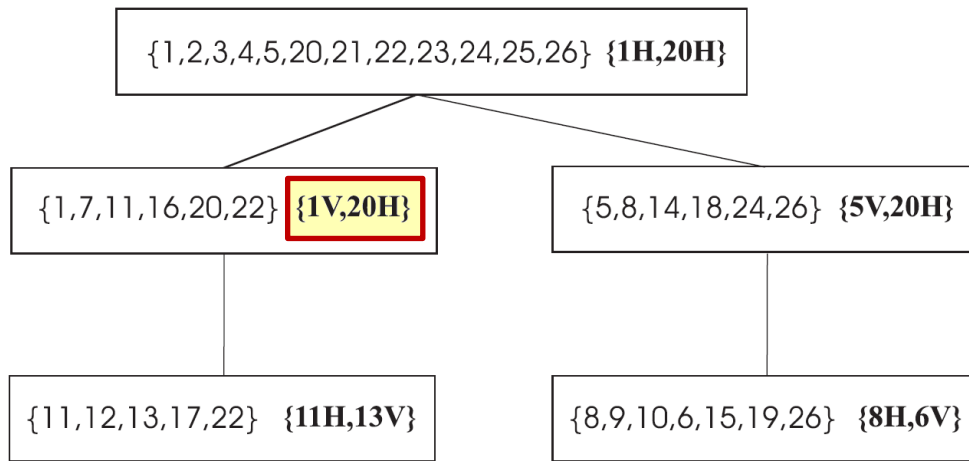 {1,2,3,4,5,20,21,22,23,24,25,26} {1H,20H}
{1,7,11,16,20,22} {1V,20H}
{5,8,14,18,24,26} {5V,20H}
{11,12,13,17,22} {11H,13V}
{8,9,10,6,15,19,26} {8H,6V}